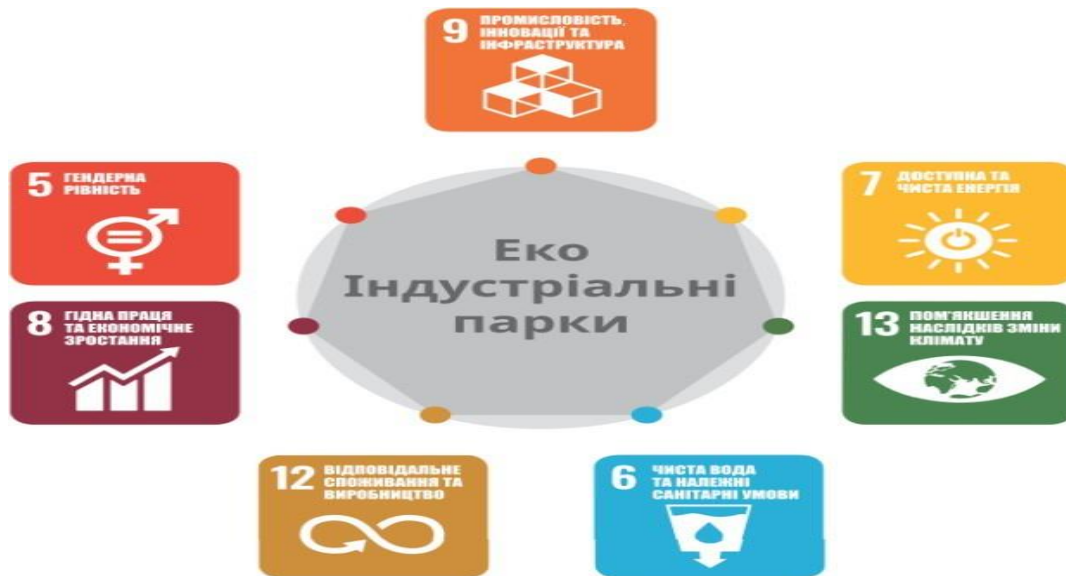 9 ПРОМИСЛОВІСТЬ,
ІННОВАЦІЇ ТА
ІНФРАСТРУКТУРА
5 ГЕНДЕРНА
РІВНІСТЬ
7 ДОСТУПНА ТА
ЧИСТА ЕНЕРГІЯ
Еко
Індустріальні
парки
8 ГІДНА ПРАЦЯ
ТА ЕКОНОМІЧНЕ
ЗРОСТАННЯ
13 ПОМ'ЯКШЕННЯ
НАСЛІДКІВ ЗМІНИ
КЛІМАТУ
12 ВІДПОВІДАЛЬНЕ
СПОЖИВАННЯ ТА
ВИРОБНИЦТВО
6 ЧИСТА ВОДА
ТА НАЛЕЖНІ
САНІТАРНІ УМОВИ